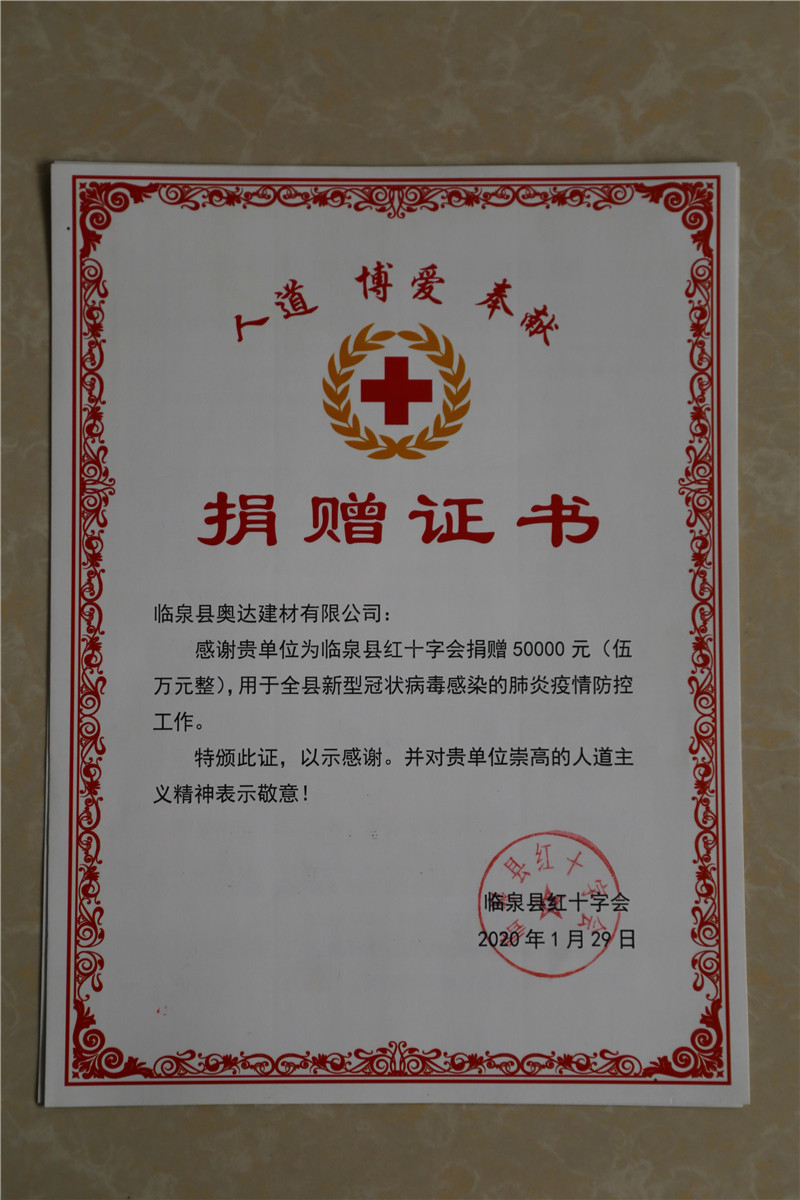 人道 博爱 奉献
捐赠证书
临泉县奥达建材有限公司：
感谢贵单位为临泉县红十字会捐赠 50000 元（伍
万元整），用于全县新型冠状病毒感染的肺炎疫情防控
工作。
特颁此证，以示感谢。并对贵单位崇高的人道主
义精神表示敬意！
县红十字会
临泉县红十字会
2020 年 1 月 29 日